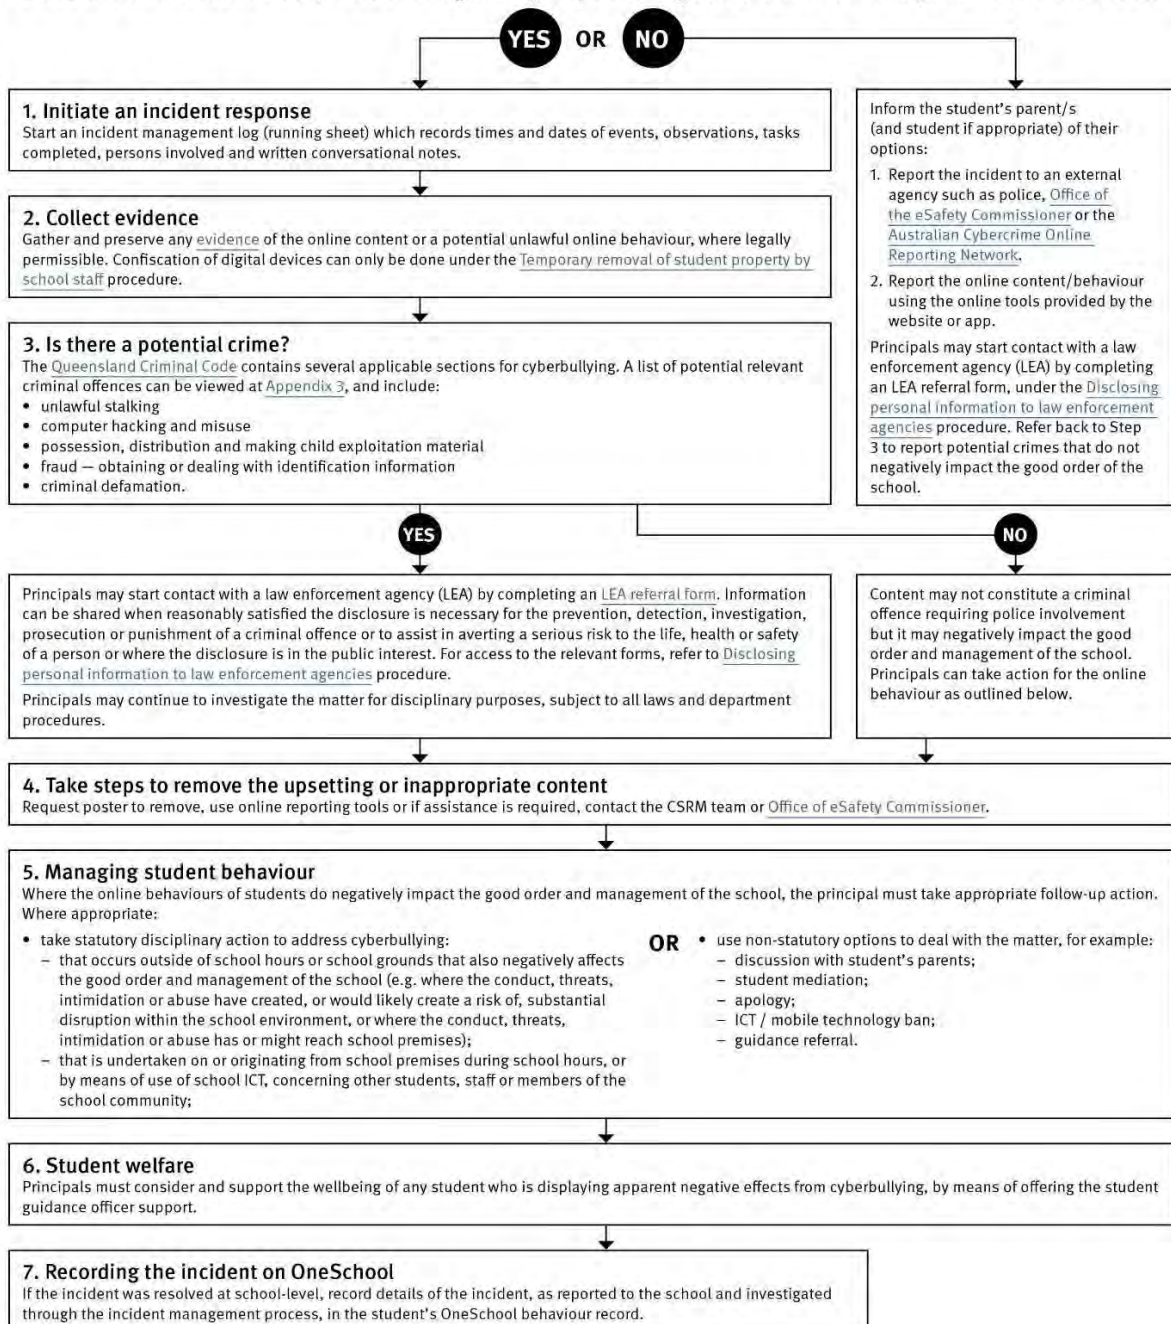 YES OR NO
1. Initiate an incident response
Start an incident management log (running sheet) which records times and dates of events, observations, tasks
completed, persons involved and written conversational notes.
2. Collect evidence
Gather and preserve any evidence of the online content or a potential unlawful online behaviour, where legally
permissible. Confiscation of digital devices can only be done under the Temporary removal of student property by
school staff procedure.
3. Is there a potential crime?
The Queensland Criminal Code contains several applicable sections for cyberbullying. A list of potential relevant
criminal offences can be viewed at Appendix 3, and include:
• unlawful stalking
• computer hacking and misuse
• possession, distribution and making child exploitation material
• fraud — obtaining or dealing with identification information
• criminal defamation.
Inform the student's parent/s
(and student if appropriate) of their
options:
1. Report the incident to an external
agency such as police, Office of
the eSafety Commissioner or the
Australian Cybercrime Online
Reporting Network.
2. Report the online content/behaviour
using the online tools provided by the
website or app.
Principals may start contact with a law
enforcement agency (LEA) by completing
an LEA referral form, under the Disclosing
personal information to law enforcement
agencies procedure. Refer back to Step
3 to report potential crimes that do not
negatively impact the good order of the
school.
YES
NO
Principals may start contact with a law enforcement agency (LEA) by completing an LEA referral form. Information
can be shared when reasonably satisfied the disclosure is necessary for the prevention, detection, investigation,
prosecution or punishment of a criminal offence or to assist in averting a serious risk to the life, health or safety
of a person or where the disclosure is in the public interest. For access to the relevant forms, refer to Disclosing
personal information to law enforcement agencies procedure.
Principals may continue to investigate the matter for disciplinary purposes, subject to all laws and department
procedures.
Content may not constitute a criminal
offence requiring police involvement
but it may negatively impact the good
order and management of the school.
Principals can take action for the online
behaviour as outlined below.
4. Take steps to remove the upsetting or inappropriate content
Request poster to remove, use online reporting tools or if assistance is required, contact the CSRM team or Office of eSafety Commissioner.
5. Managing student behaviour
Where the online behaviours of students do negatively impact the good order and management of the school, the principal must take appropriate follow-up action.
Where appropriate:
• take statutory disciplinary action to address cyberbullying:
– that occurs outside of school hours or school grounds that also negatively affects
the good order and management of the school (e.g. where the conduct, threats,
intimidation or abuse have created, or would likely create a risk of, substantial
disruption within the school environment, or where the conduct, threats,
intimidation or abuse has or might reach school premises);
– that is undertaken on or originating from school premises during school hours, or
by means of use of school ICT, concerning other students, staff or members of the
school community;
OR
• use non-statutory options to deal with the matter, for example:
– discussion with student's parents;
– student mediation;
– apology;
– ICT / mobile technology ban;
– guidance referral.
6. Student welfare
Principals must consider and support the wellbeing of any student who is displaying apparent negative effects from cyberbullying, by means of offering the student
guidance officer support.
7. Recording the incident on OneSchool
If the incident was resolved at school-level, record details of the incident, as reported to the school and investigated
through the incident management process, in the student's OneSchool behaviour record.